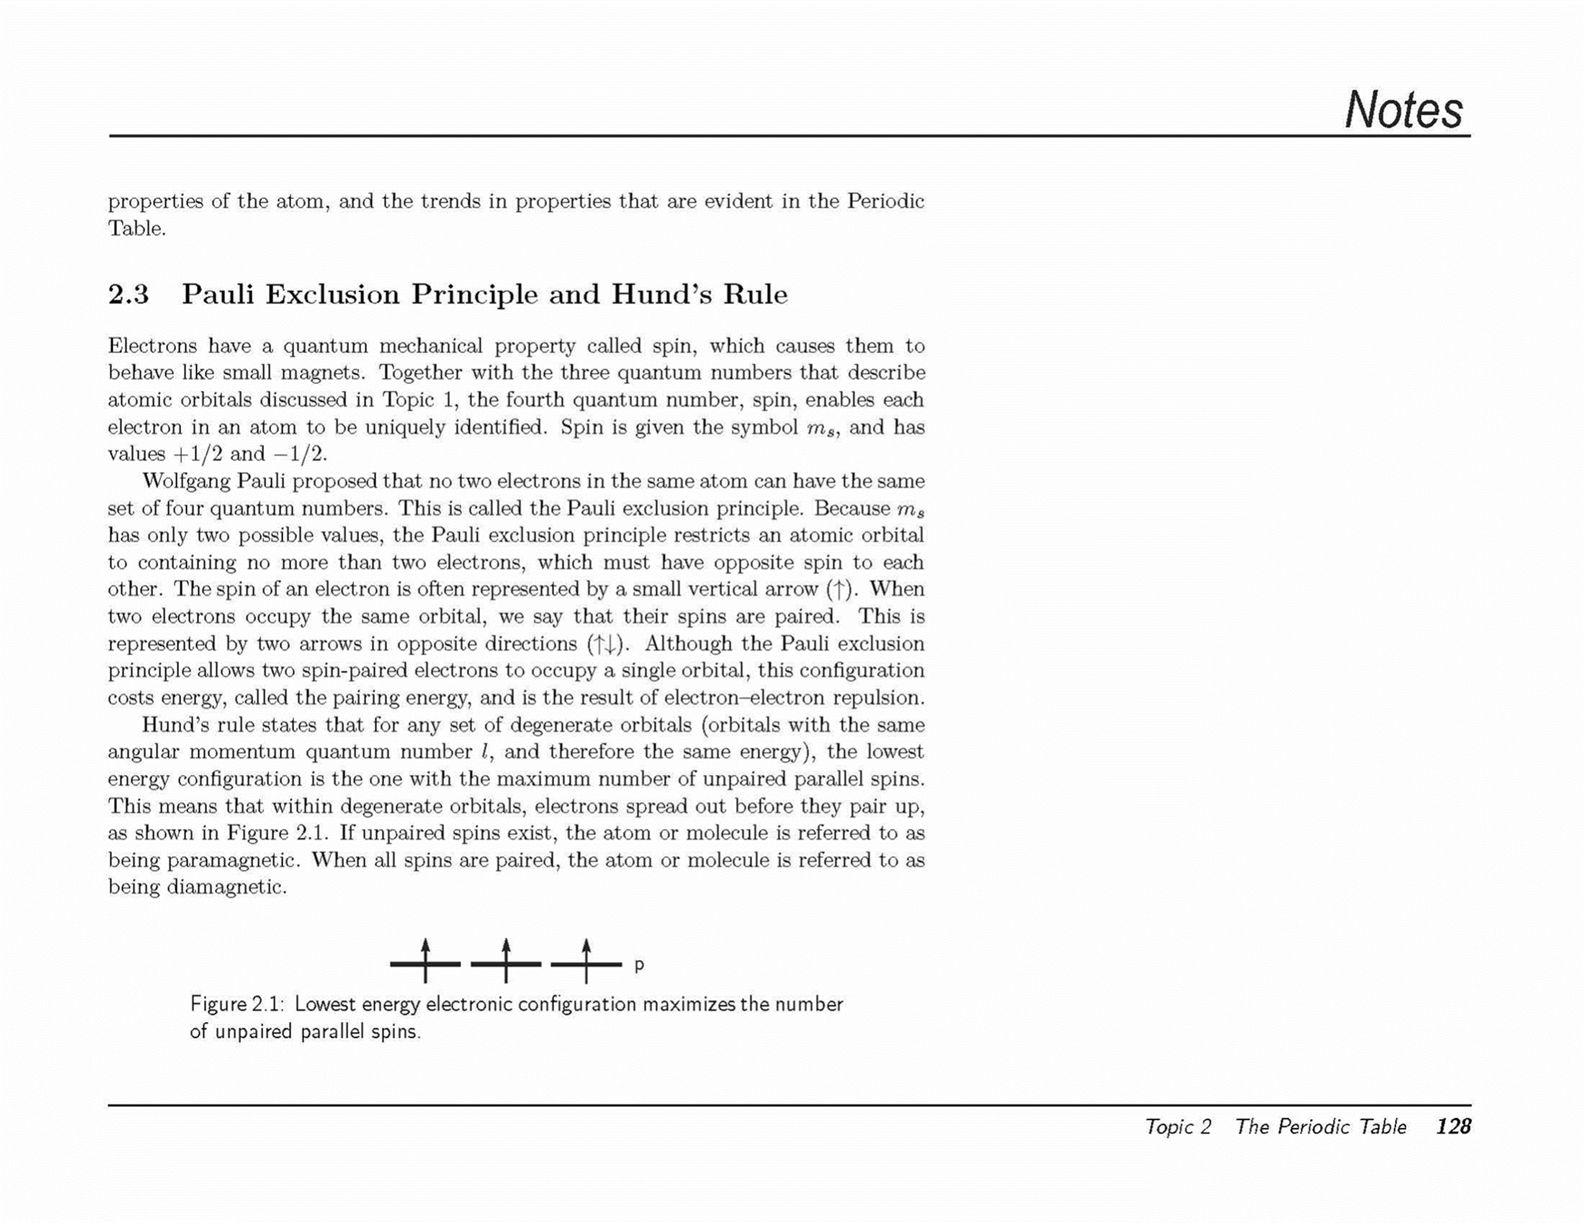 Notes
properties of the atom, and the trends in properties that are evident in the Periodic
Table.
2.3 Pauli Exclusion Principle and Hund's Rule
Electrons have a quantum mechanical property called spin, which causes them to
behave like small magnets. Together with the three quantum numbers that describe
atomic orbitals discussed in Topic 1, the fourth quantum number, spin, enables each
electron in an atom to be uniquely identified. Spin is given the symbol mₛ, and has
values +1/2 and −1/2.
Wolfgang Pauli proposed that no two electrons in the same atom can have the same
set of four quantum numbers. This is called the Pauli exclusion principle. Because mₛ
has only two possible values, the Pauli exclusion principle restricts an atomic orbital
to containing no more than two electrons, which must have opposite spin to each
other. The spin of an electron is often represented by a small vertical arrow (↑). When
two electrons occupy the same orbital, we say that their spins are paired. This is
represented by two arrows in opposite directions (↑↓). Although the Pauli exclusion
principle allows two spin-paired electrons to occupy a single orbital, this configuration
costs energy, called the pairing energy, and is the result of electron–electron repulsion.
Hund's rule states that for any set of degenerate orbitals (orbitals with the same
angular momentum quantum number l, and therefore the same energy), the lowest
energy configuration is the one with the maximum number of unpaired parallel spins.
This means that within degenerate orbitals, electrons spread out before they pair up,
as shown in Figure 2.1. If unpaired spins exist, the atom or molecule is referred to as
being paramagnetic. When all spins are paired, the atom or molecule is referred to as
being diamagnetic.
p
Figure 2.1: Lowest energy electronic configuration maximizes the number
of unpaired parallel spins.
Topic 2 The Periodic Table 128